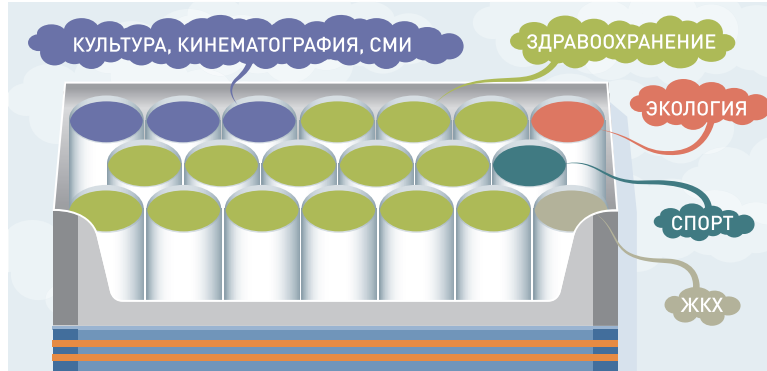 КУЛЬТУРА, КИНЕМАТОГРАФИЯ, СМИ
ЗДРАВООХРАНЕНИЕ
ЭКОЛОГИЯ
СПОРТ
ЖКХ